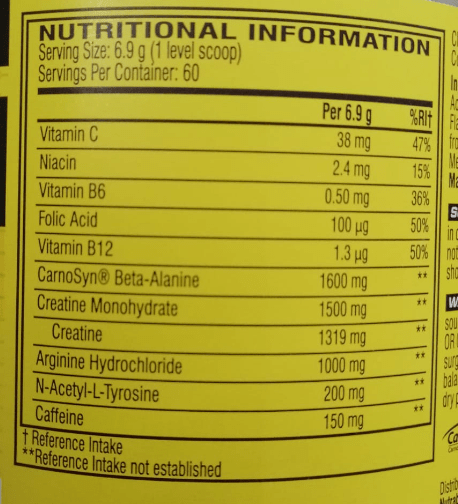 NUTRITIONAL INFORMATION
Serving Size: 6.9 g (1 level scoop)
Servings Per Container: 60
Per 6.9 g %RI†
Vitamin C 38 mg 47%
Niacin 2.4 mg 15%
Vitamin B6 0.50 mg 36%
Folic Acid 100 µg 50%
Vitamin B12 1.3 µg 50%
CarnoSyn® Beta-Alanine 1600 mg **
Creatine Monohydrate 1500 mg **
Creatine 1319 mg **
Arginine Hydrochloride 1000 mg **
N-Acetyl-L-Tyrosine 200 mg **
Caffeine 150 mg **
† Reference Intake
**Reference Intake not established